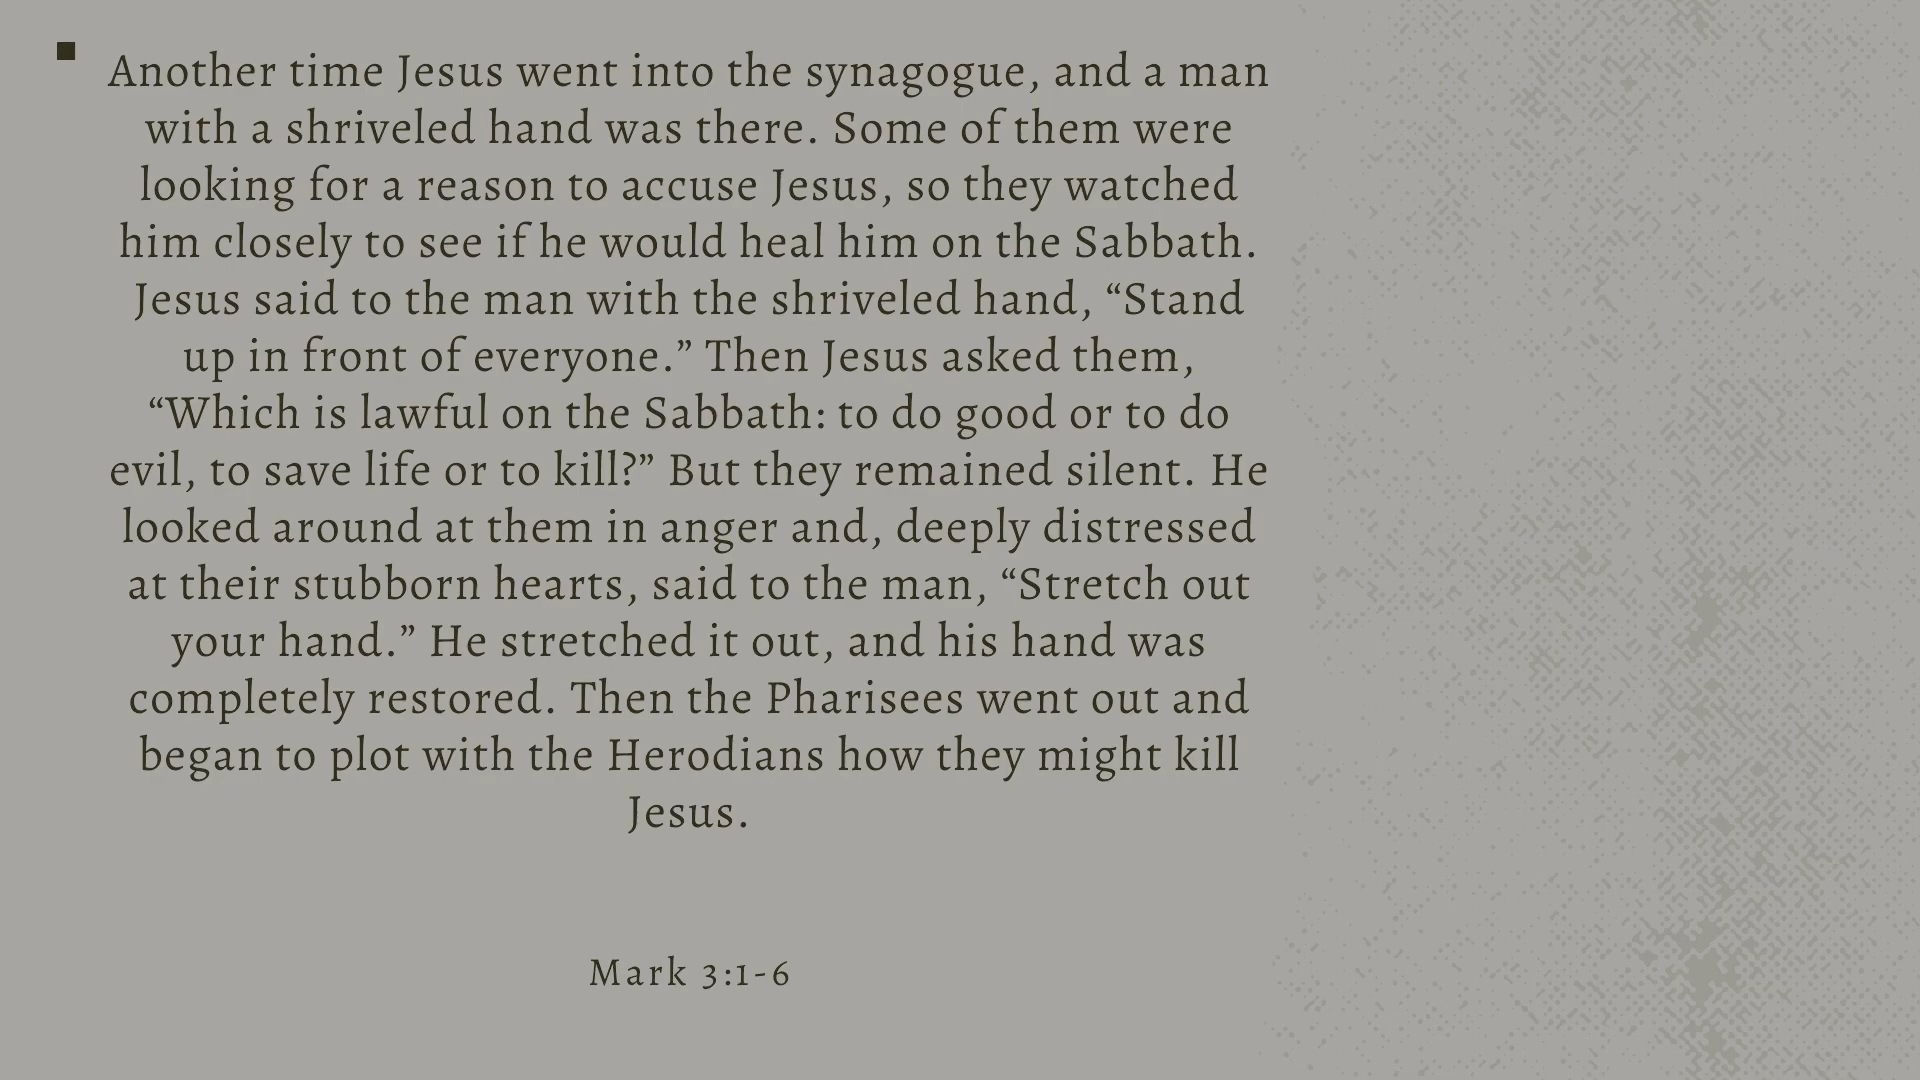 Another time Jesus went into the synagogue, and a man
with a shriveled hand was there. Some of them were
looking for a reason to accuse Jesus, so they watched
him closely to see if he would heal him on the Sabbath.
Jesus said to the man with the shriveled hand, “Stand
up in front of everyone.” Then Jesus asked them,
“Which is lawful on the Sabbath: to do good or to do
evil, to save life or to kill?” But they remained silent. He
looked around at them in anger and, deeply distressed
at their stubborn hearts, said to the man, “Stretch out
your hand.” He stretched it out, and his hand was
completely restored. Then the Pharisees went out and
began to plot with the Herodians how they might kill
Jesus.
Mark 3:1-6